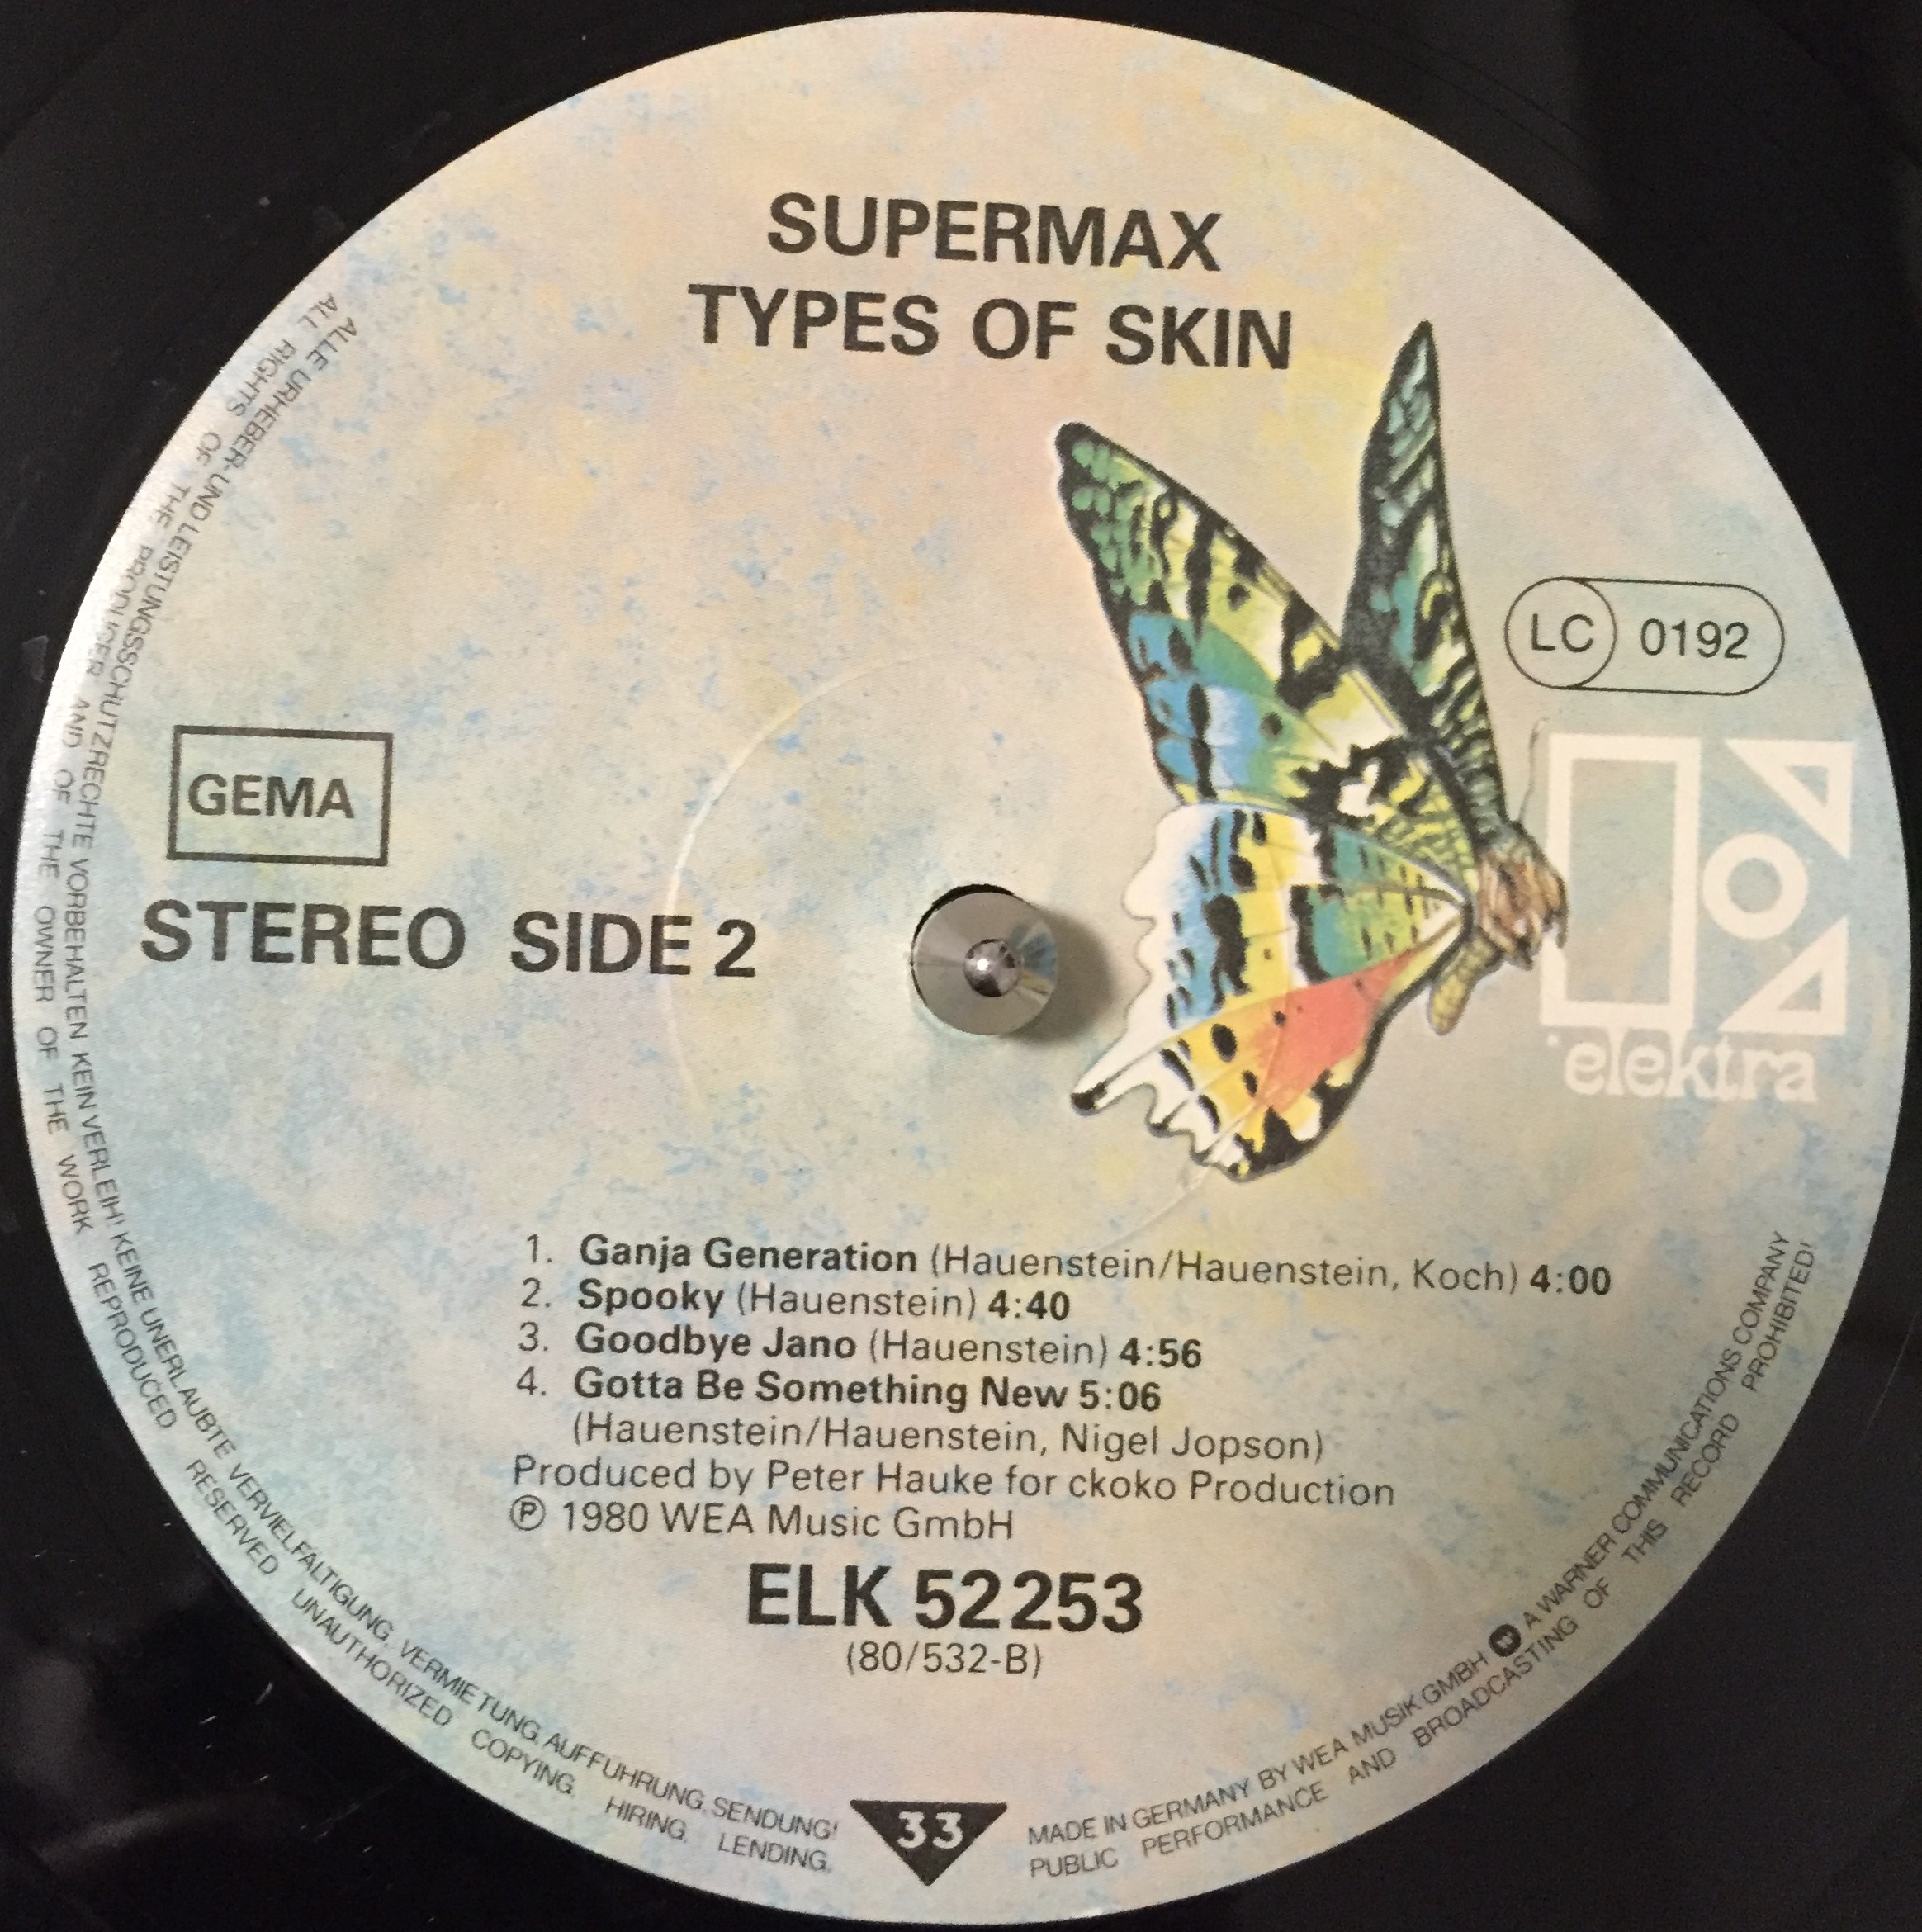 SUPERMAX
TYPES OF SKIN
LC 0192
GEMA
STEREO SIDE 2
elektra
1. Ganja Generation (Hauenstein/Hauenstein, Koch) 4:00
2. Spooky (Hauenstein) 4:40
3. Goodbye Jano (Hauenstein) 4:56
4. Gotta Be Something New 5:06
(Hauenstein/Hauenstein, Nigel Jopson)
Produced by Peter Hauke for ckoko Production
Ⓟ 1980 WEA Music GmbH
ELK 52253
(80/532-B)
33
ALLE URHEBER-UND LEISTUNGSSCHUTZRECHTE VORBEHALTEN KEIN VERLEIH! KEINE UNERLAUBTE VERVIELFALTIGUNG, VERMIETUNG, AUFFUHRUNG, SENDUNG!
ALL RIGHTS OF THE PRODUCER AND OF THE OWNER OF THE WORK REPRODUCED RESERVED UNAUTHORIZED COPYING, HIRING, LENDING,
MADE IN GERMANY BY WEA MUSIK GMBH W A WARNER COMMUNICATIONS COMPANY
PUBLIC PERFORMANCE AND BROADCASTING OF THIS RECORD PROHIBITED!